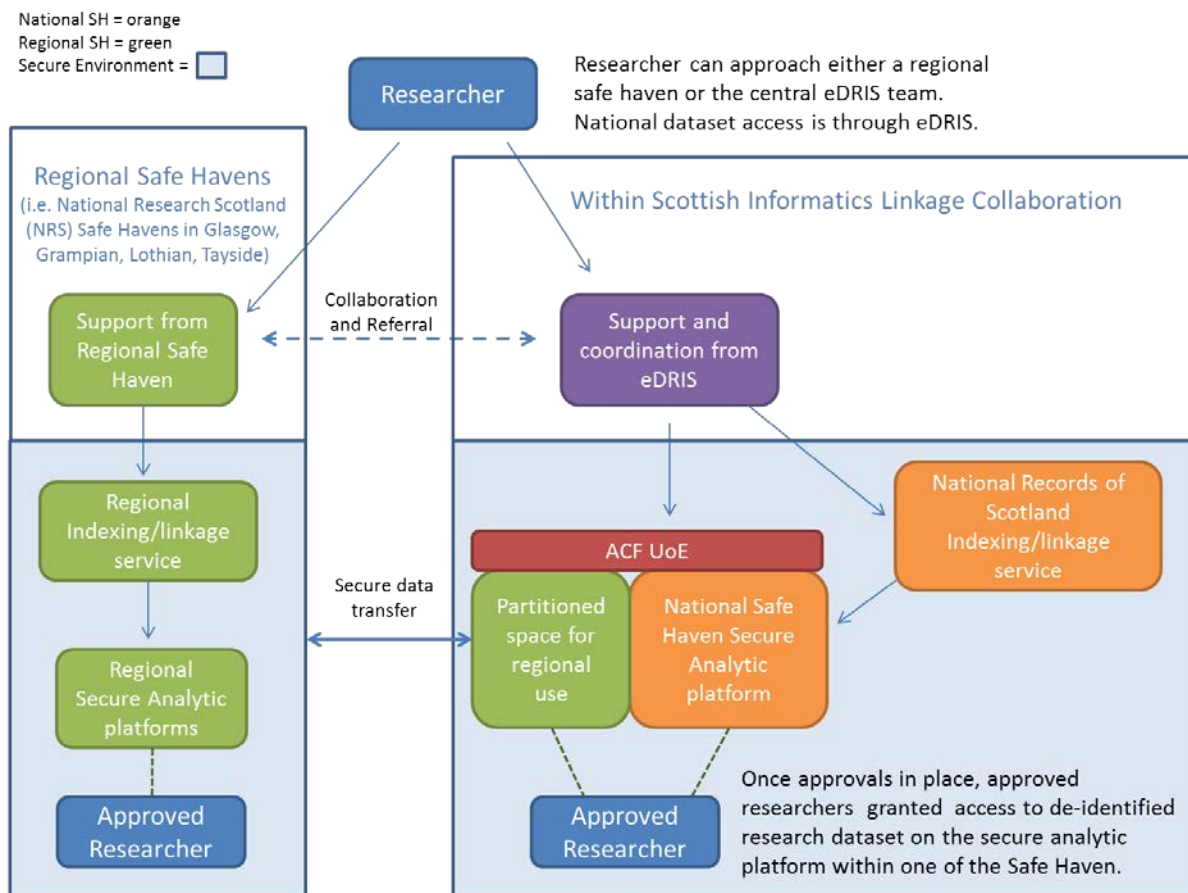 National SH = orange
Regional SH = green
Secure Environment =
Researcher
Researcher can approach either a regional
safe haven or the central eDRIS team.
National dataset access is through eDRIS.
Regional Safe Havens
(i.e. National Research Scotland
(NRS) Safe Havens in Glasgow,
Grampian, Lothian, Tayside)
Within Scottish Informatics Linkage Collaboration
Support from
Regional Safe
Haven
Collaboration
and Referral
Support and
coordination from
eDRIS
Regional
Indexing/linkage
service
National Records of
Scotland
Indexing/linkage
service
ACF UoE
Secure data
transfer
Partitioned
space for
regional
use
National Safe
Haven Secure
Analytic
platform
Regional
Secure Analytic
platforms
Approved
Researcher
Approved
Researcher
Once approvals in place, approved
researchers granted access to de-identified
research dataset on the secure analytic
platform within one of the Safe Haven.